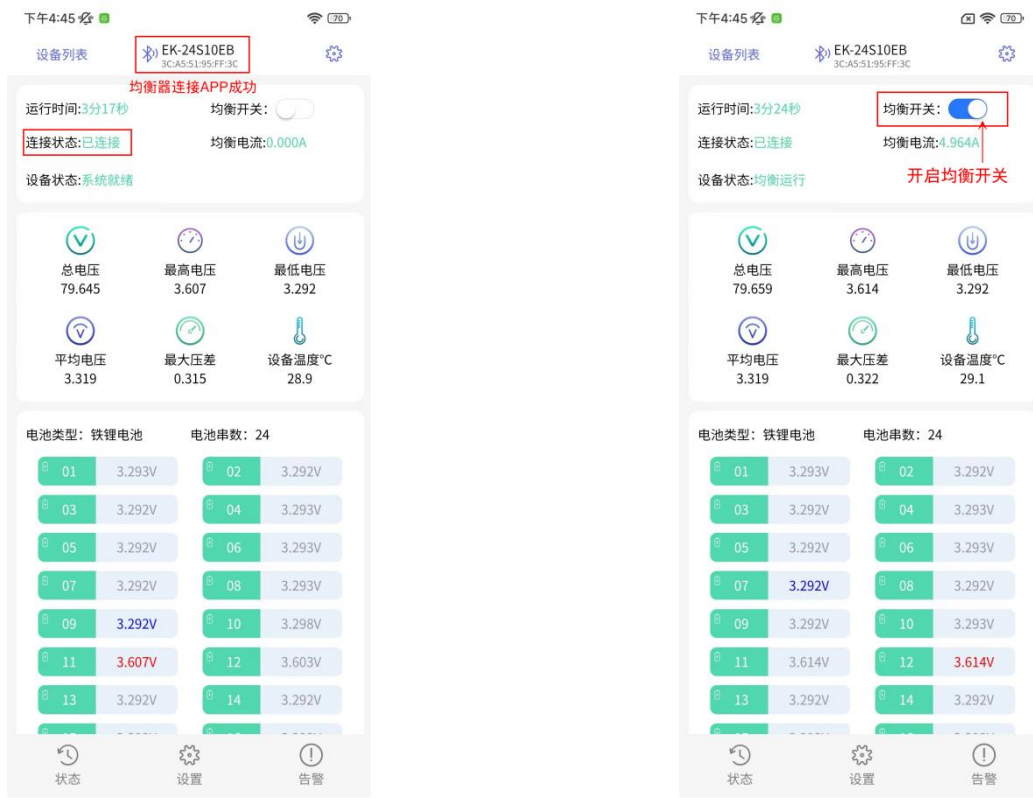 下午4:45
70
设备列表
EK-24S10EB
3C:A5:51:95:FF:3C
均衡器连接APP成功
运行时间:3分17秒
均衡开关:
连接状态:已连接
均衡电流:0.000A
设备状态:系统就绪
总电压
最高电压
最低电压
79.645
3.607
3.292
平均电压
最大压差
设备温度°C
3.319
0.315
28.9
电池类型: 铁锂电池
电池串数: 24
01 3.293V 02 3.292V
03 3.292V 04 3.293V
05 3.292V 06 3.293V
07 3.292V 08 3.293V
09 3.292V 10 3.298V
11 3.607V 12 3.603V
13 3.292V 14 3.292V
状态
设置
告警
下午4:45
70
设备列表
EK-24S10EB
3C:A5:51:95:FF:3C
运行时间:3分24秒
均衡开关:
连接状态:已连接
均衡电流:4.964A
设备状态:均衡运行
开启均衡开关
总电压
最高电压
最低电压
79.659
3.614
3.292
平均电压
最大压差
设备温度°C
3.319
0.322
29.1
电池类型: 铁锂电池
电池串数: 24
01 3.293V 02 3.292V
03 3.292V 04 3.293V
05 3.292V 06 3.293V
07 3.292V 08 3.292V
09 3.292V 10 3.293V
11 3.614V 12 3.614V
13 3.292V 14 3.292V
状态
设置
告警